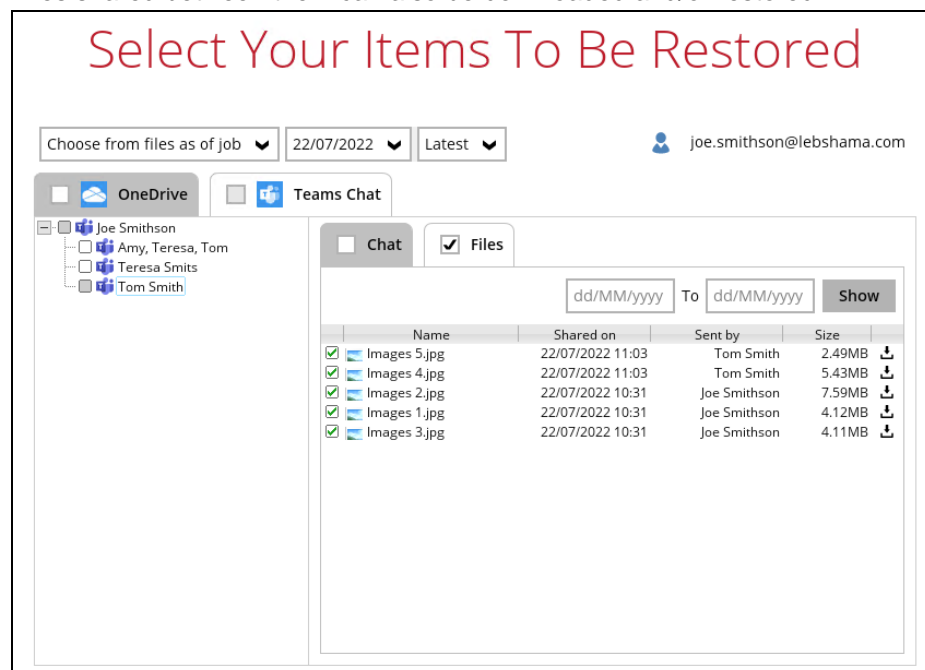 Select Your Items To Be Restored
Choose from files as of job 22/07/2022 Latest joe.smithson@lebshama.com
OneDrive Teams Chat
Joe Smithson
Amy, Teresa, Tom
Teresa Smits
Tom Smith
Chat Files
dd/MM/yyyy To dd/MM/yyyy Show
Name Shared on Sent by Size
Images 5.jpg 22/07/2022 11:03 Tom Smith 2.49MB
Images 4.jpg 22/07/2022 11:03 Tom Smith 5.43MB
Images 2.jpg 22/07/2022 10:31 Joe Smithson 7.59MB
Images 1.jpg 22/07/2022 10:31 Joe Smithson 4.12MB
Images 3.jpg 22/07/2022 10:31 Joe Smithson 4.11MB